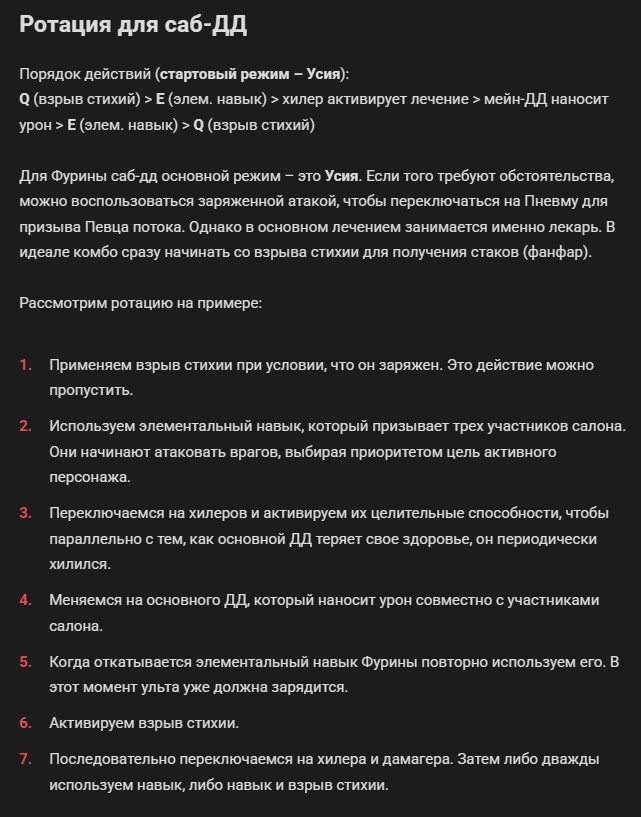 Ротация для саб-ДД
Порядок действий (стартовый режим – Усия):
Q (взрыв стихий) > E (элем. навык) > хилер активирует лечение > мейн-ДД наносит
урон > E (элем. навык) > Q (взрыв стихий)
Для Фурины саб-дд основной режим – это Усия. Если того требуют обстоятельства,
можно воспользоваться заряженной атакой, чтобы переключаться на Пневму для
призыва Певца потока. Однако в основном лечением занимается именно лекарь. В
идеале комбо сразу начинать со взрыва стихии для получения стаков (фанфар).
Рассмотрим ротацию на примере:
1. Применяем взрыв стихии при условии, что он заряжен. Это действие можно
пропустить.
2. Используем элементальный навык, который призывает трех участников салона.
Они начинают атаковать врагов, выбирая приоритетом цель активного
персонажа.
3. Переключаемся на хилеров и активируем их целительные способности, чтобы
параллельно с тем, как основной ДД теряет свое здоровье, он периодически
хилился.
4. Меняемся на основного ДД, который наносит урон совместно с участниками
салона.
5. Когда откатывается элементальный навык Фурины повторно используем его. В
этот момент ульта уже должна зарядится.
6. Активируем взрыв стихии.
7. Последовательно переключаемся на хилера и дамагера. Затем либо дважды
используем навык, либо навык и взрыв стихии.